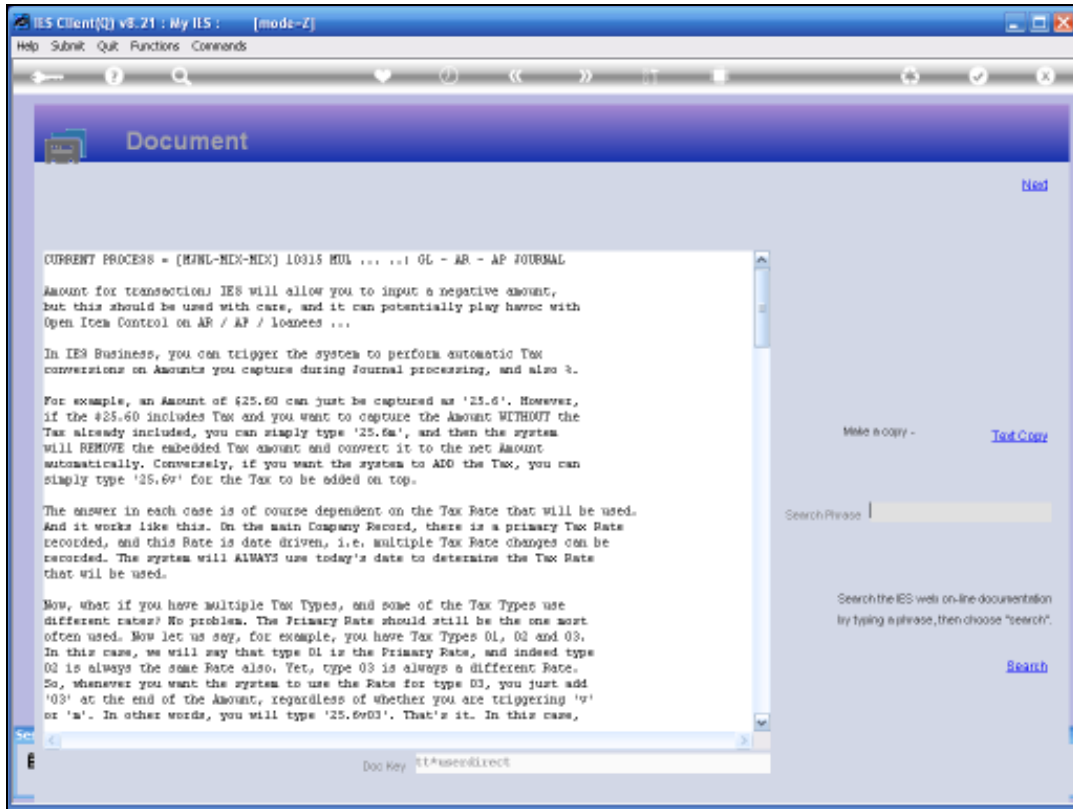 IES Client(Q) v8.21 : My IES : [mode-Z]
Help Submit Quit Functions Commands
Document
Next
CURRENT PROCESS = [MJNL-MIX-MIX] 10315 MUL ... ..: GL - AR - AP JOURNAL
Amount for transaction: IES will allow you to input a negative amount,
but this should be used with care, and it can potentially play havoc with
Open Item Control on AR / AP / loanees ...
In IES Business, you can trigger the system to perform automatic Tax
conversions on Amounts you capture during Journal processing, and also %.
For example, an Amount of $25.60 can just be captured as '25.6'. However,
if the $25.60 includes Tax and you want to capture the Amount WITHOUT the
Tax already included, you can simply type '25.6m', and then the system
will REMOVE the embedded Tax amount and convert it to the net Amount
automatically. Conversely, if you want the system to ADD the Tax, you can
simply type '25.6v' for the Tax to be added on top.
The answer in each case is of course dependent on the Tax Rate that will be used.
And it works like this. On the main Company Record, there is a primary Tax Rate
recorded, and this Rate is date driven, i.e. multiple Tax Rate changes can be
recorded. The system will ALWAYS use today's date to determine the Tax Rate
that wil be used.
Now, what if you have multiple Tax Types, and some of the Tax Types use
different rates? No problem. The Primary Rate should still be the one most
often used. Now let us say, for example, you have Tax Types 01, 02 and 03.
In this case, we will say that type 01 is the Primary Rate, and indeed type
02 is always the same Rate also. Yet, type 03 is always a different Rate.
So, whenever you want the system to use the Rate for type 03, you just add
'03' at the end of the Amount, regardless of whether you are triggering 'v'
or 'm'. In other words, you will type '25.6v03'. That's it. In this case,
Make a copy -
Text Copy
Search Phrase
Search the IES web on-line documentation
by typing a phrase, then choose "search".
Search
Doc Key tt*userdirect